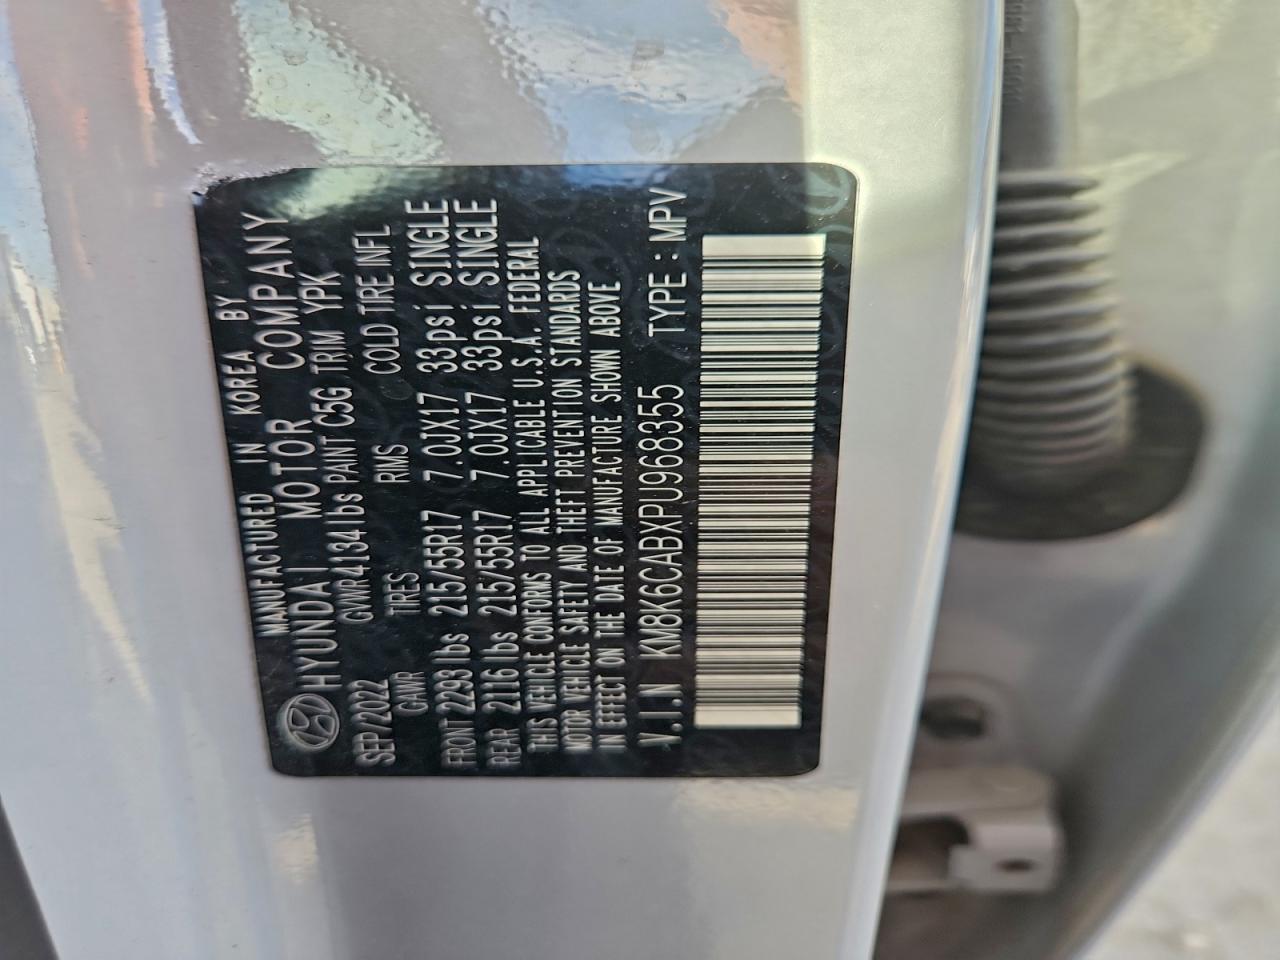 MANUFACTURED IN KOREA BY
HYUNDAI MOTOR COMPANY
SEP/2022 GVWR 4134 lbs PAINT C5G TRIM YPK
GAWR TIRES RIMS COLD TIRE INFL
FRONT 2293 lbs 215/55R17 7.0JX17 33psi SINGLE
REAR 2116 lbs 215/55R17 7.0JX17 33psi SINGLE
THIS VEHICLE CONFORMS TO ALL APPLICABLE U.S.A. FEDERAL
MOTOR VEHICLE SAFETY AND THEFT PREVENTION STANDARDS
IN EFFECT ON THE DATE OF MANUFACTURE SHOWN ABOVE
V.I.N KM8K6CABXPU968355 TYPE : MPV